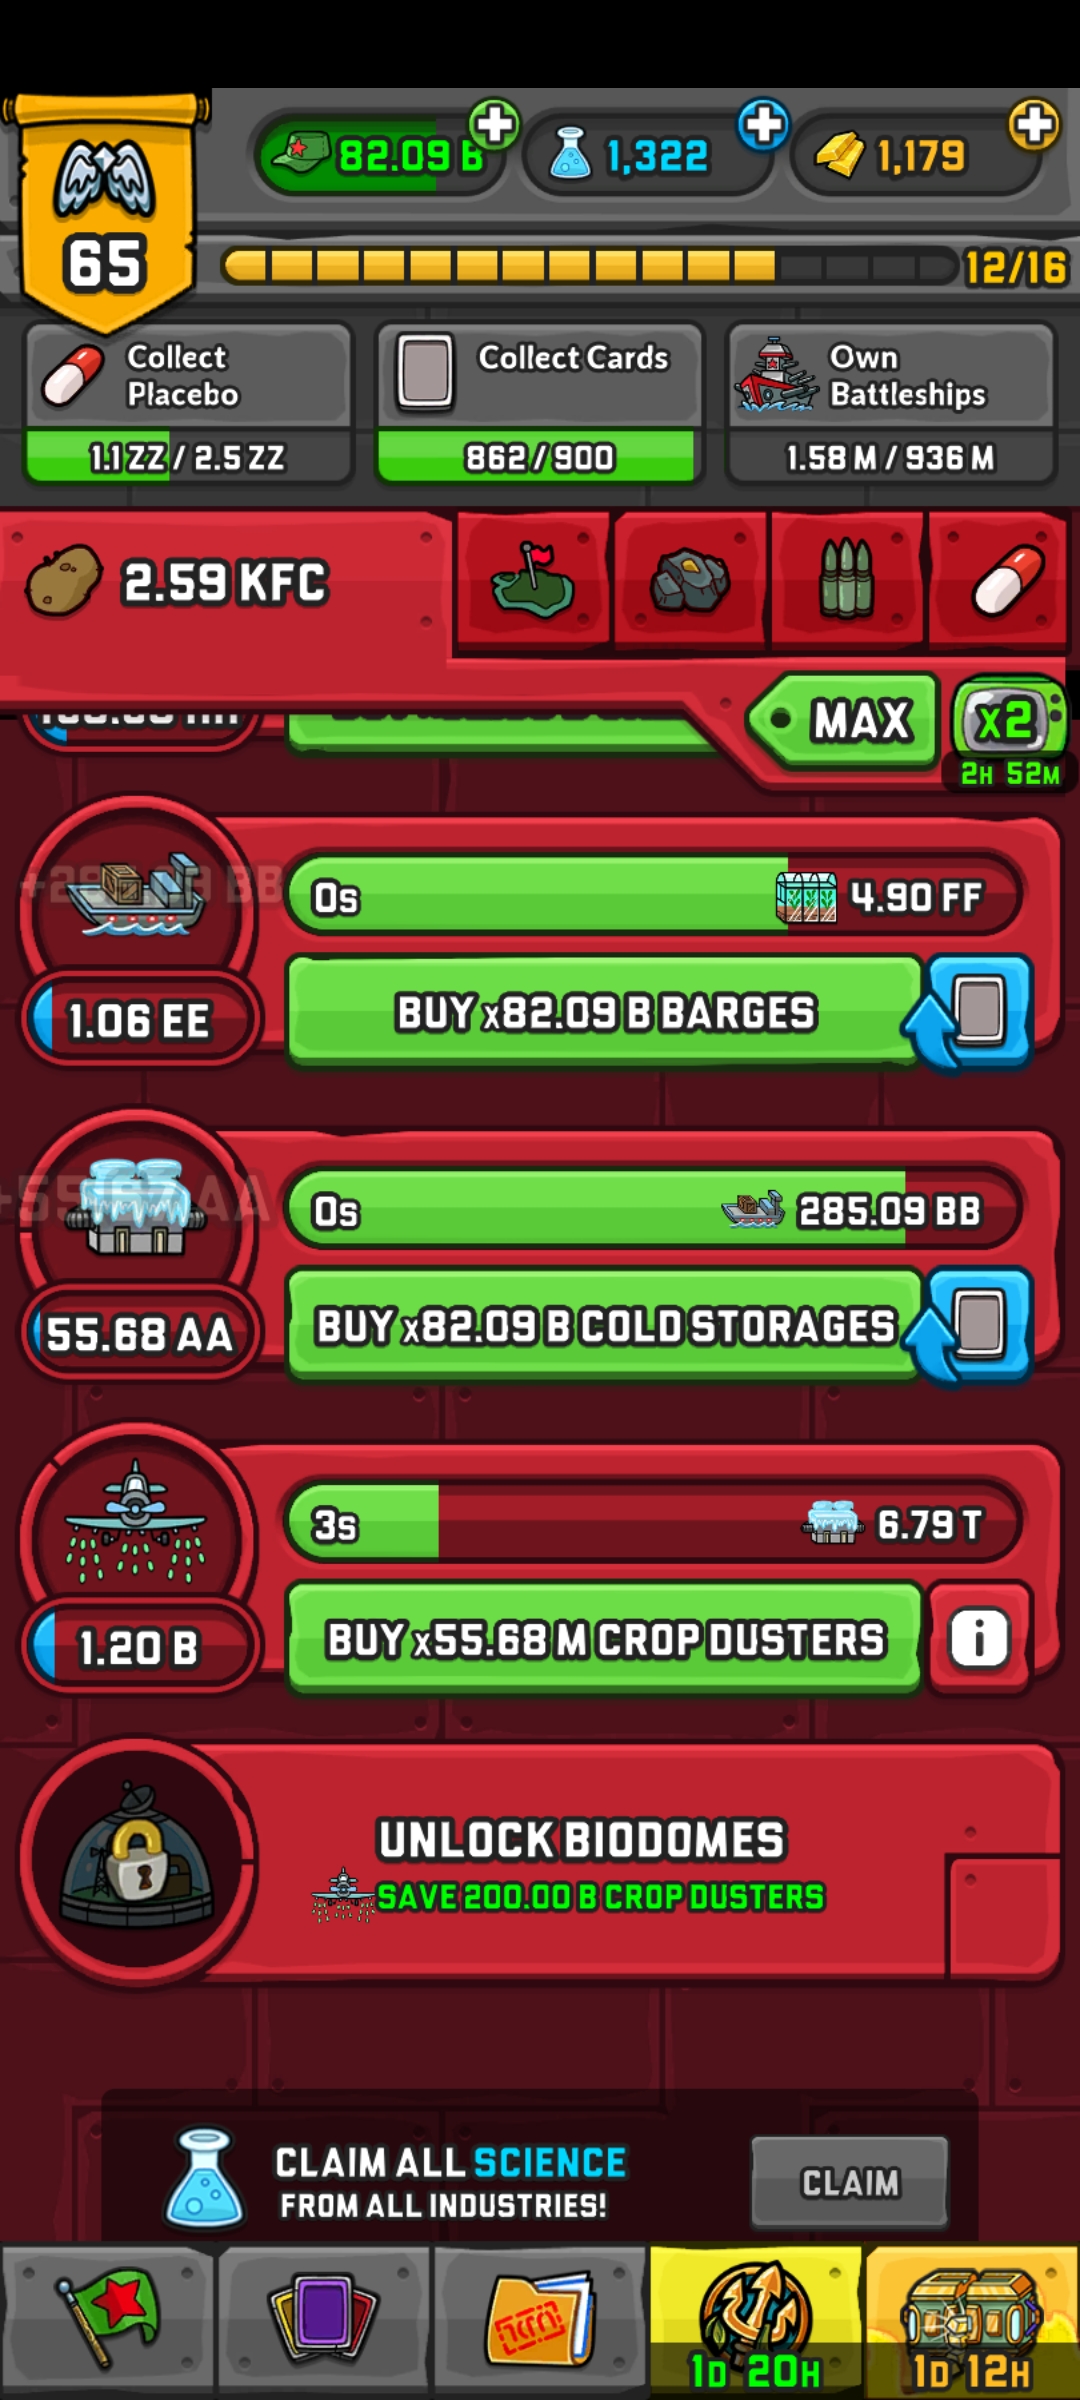 82.09 B
1,322
1,179
65
12/16
Collect
Placebo
Collect Cards
Own
Battleships
1.1 ZZ / 2.5 ZZ
862/900
1.58 M / 936 M
2.59 KFC
MAX
x2
2H 52M
0s
4.90 FF
1.06 EE
BUY x82.09 B BARGES
0s
285.09 BB
55.68 AA
BUY x82.09 B COLD STORAGES
3s
6.79 T
1.20 B
BUY x55.68 M CROP DUSTERS
i
UNLOCK BIODOMES
SAVE 200.00 B CROP DUSTERS
CLAIM ALL SCIENCE
FROM ALL INDUSTRIES!
CLAIM
1D 20H
1D 12H